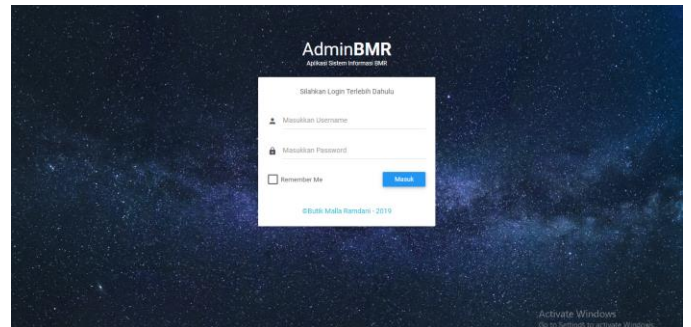 AdminBMR
Aplikasi Sistem Informasi BMR
Silahkan Login Terlebih Dahulu
Masukkan Username
Masukkan Password
Remember Me
Masuk
©Butik Malla Ramdani - 2019
Activate Windows
Go to Settings to activate Windows.